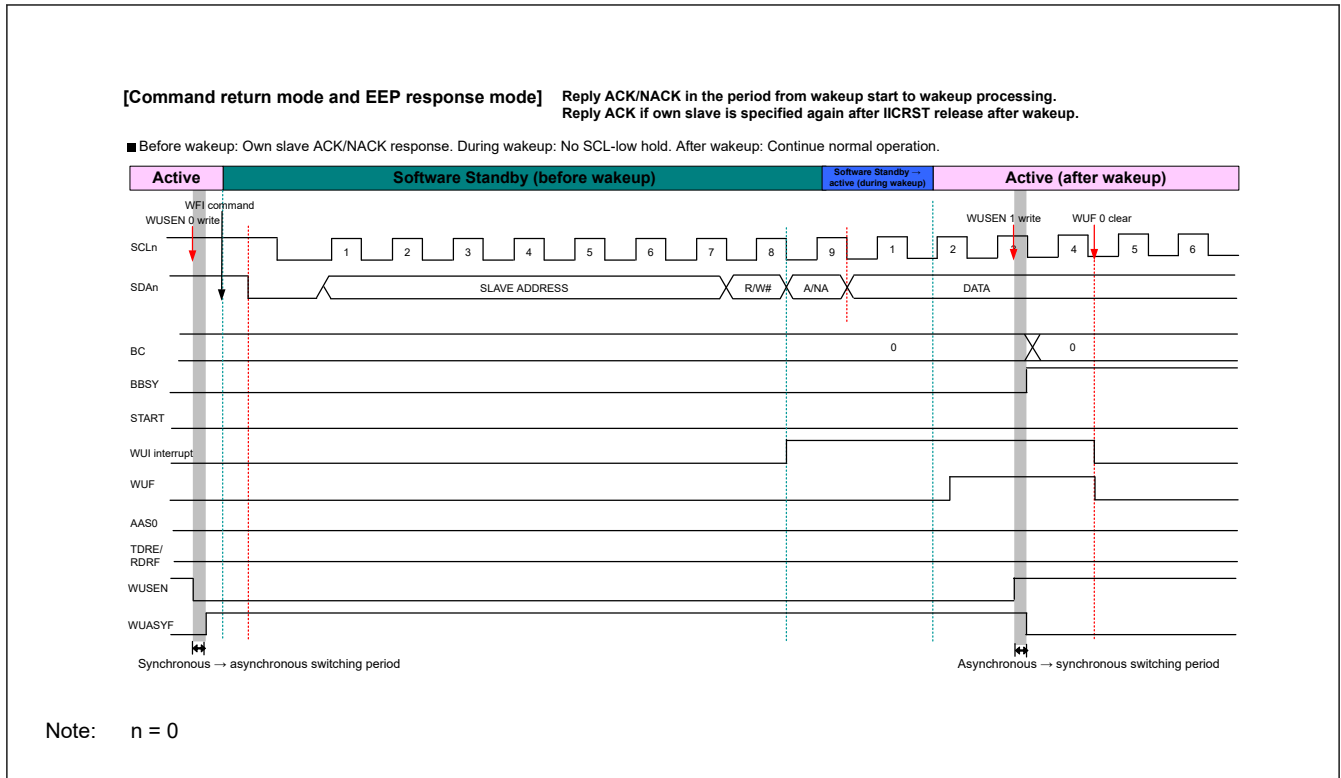 [Command return mode and EEP response mode] Reply ACK/NACK in the period from wakeup start to wakeup processing.
Reply ACK if own slave is specified again after IICRST release after wakeup.
■ Before wakeup: Own slave ACK/NACK response. During wakeup: No SCL-low hold. After wakeup: Continue normal operation.
Active Software Standby (before wakeup) Software Standby → active (during wakeup) Active (after wakeup)
WFI command
WUSEN 0 write WUSEN 1 write WUF 0 clear
SCLn 1 2 3 4 5 6 7 8 9 1 2 3 4 5 6
SDAn SLAVE ADDRESS R/W# A/NA DATA
BC 0 0
BBSY
START
WUI interrupt
WUF
AAS0
TDRE/
RDRF
WUSEN
WUASYF
Synchronous → asynchronous switching period Asynchronous → synchronous switching period
Note: n = 0